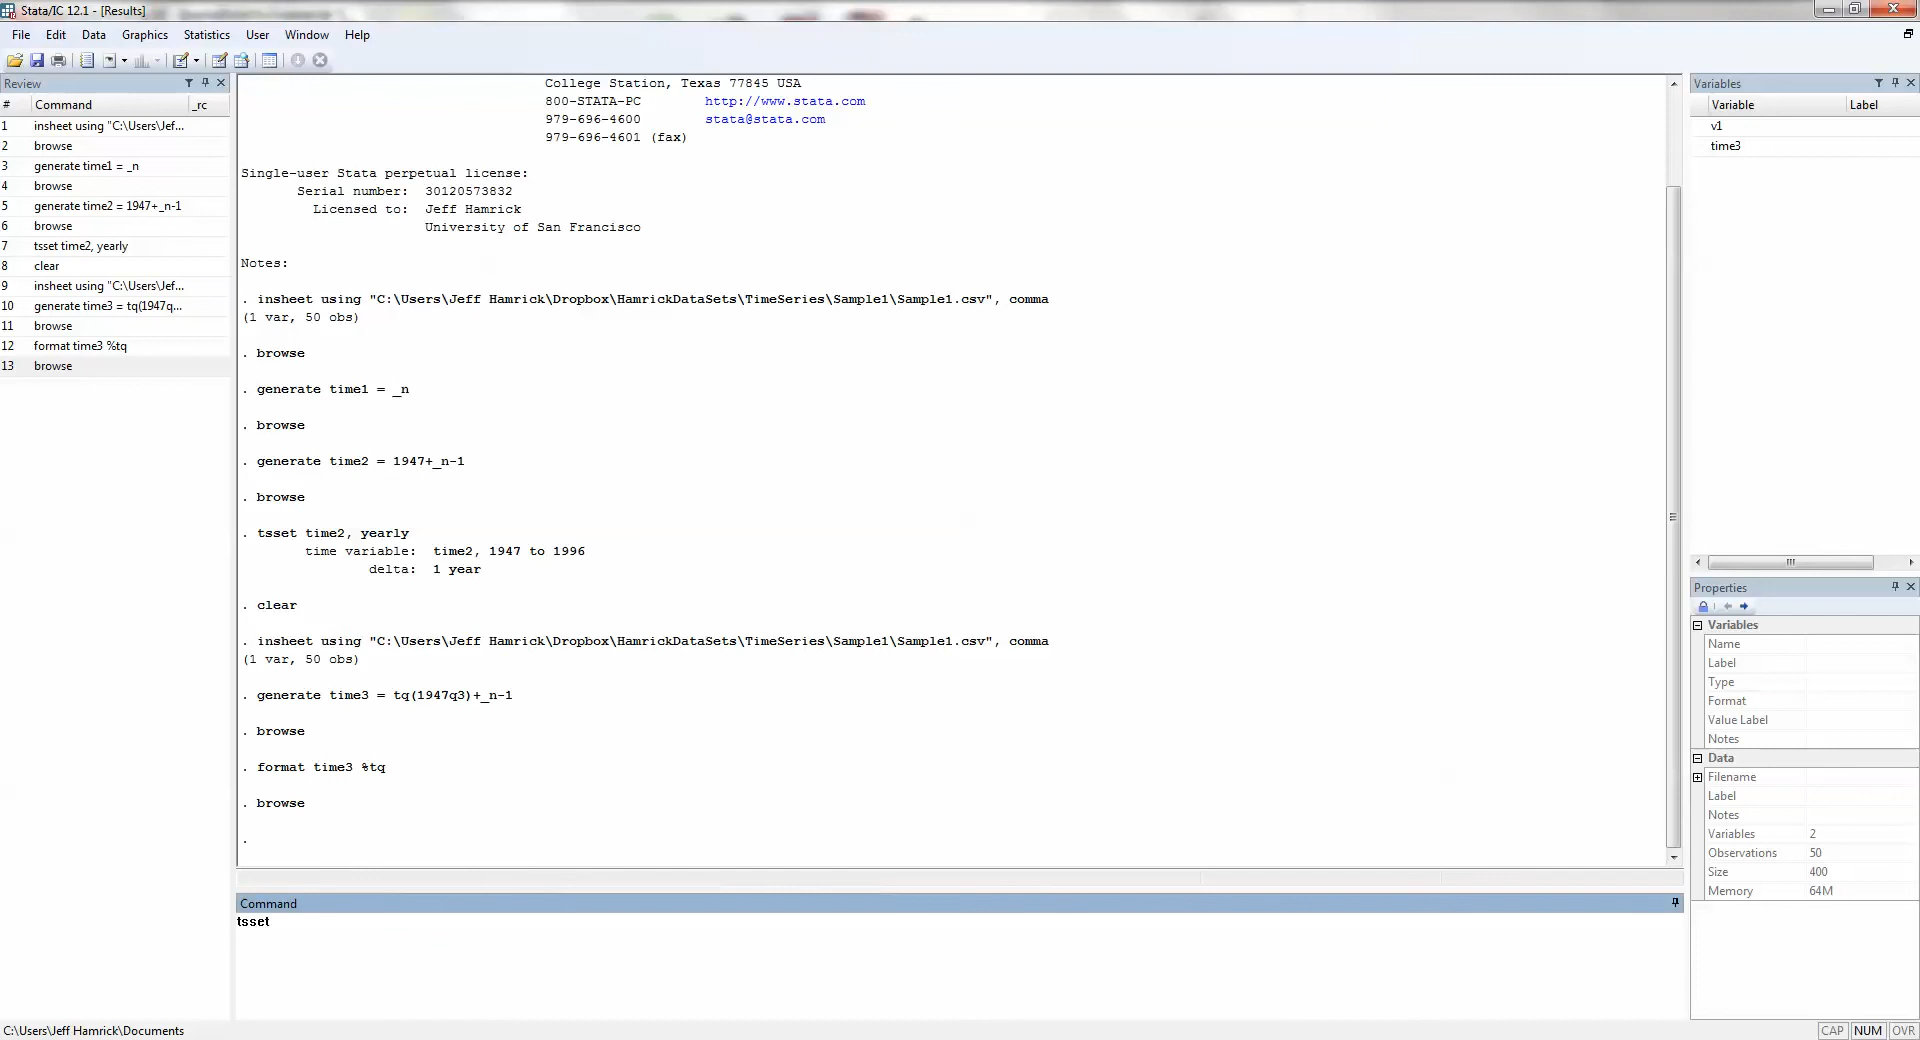 Stata/IC 12.1 - [Results]
File Edit Data Graphics Statistics User Window Help
Review
# Command _rc
1 insheet using "C:\Users\Jef...
2 browse
3 generate time1 = _n
4 browse
5 generate time2 = 1947+_n-1
6 browse
7 tsset time2, yearly
8 clear
9 insheet using "C:\Users\Jef...
10 generate time3 = tq(1947q...
11 browse
12 format time3 %tq
13 browse
College Station, Texas 77845 USA
800-STATA-PC http://www.stata.com
979-696-4600 stata@stata.com
979-696-4601 (fax)
Single-user Stata perpetual license:
Serial number: 30120573832
Licensed to: Jeff Hamrick
University of San Francisco
Notes:
. insheet using "C:\Users\Jeff Hamrick\Dropbox\HamrickDataSets\TimeSeries\Sample1\Sample1.csv", comma
(1 var, 50 obs)
. browse
. generate time1 = _n
. browse
. generate time2 = 1947+_n-1
. browse
. tsset time2, yearly
time variable: time2, 1947 to 1996
delta: 1 year
. clear
. insheet using "C:\Users\Jeff Hamrick\Dropbox\HamrickDataSets\TimeSeries\Sample1\Sample1.csv", comma
(1 var, 50 obs)
. generate time3 = tq(1947q3)+_n-1
. browse
. format time3 %tq
. browse
.
Command
tsset
Variables
Variable Label
v1
time3
Properties
Variables
Name
Label
Type
Format
Value Label
Notes
Data
Filename
Label
Notes
Variables 2
Observations 50
Size 400
Memory 64M
C:\Users\Jeff Hamrick\Documents
CAP NUM OVR